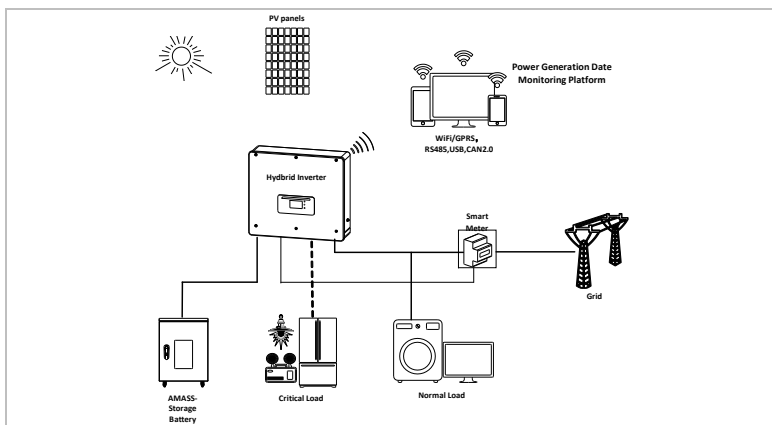 PV panels
Power Generation Date
Monitoring Platform
WiFi/GPRS,
RS485,USB,CAN2.0
Hydbrid Inverter
Smart
Meter
Grid
AMASS-
Storage
Battery
Critical Load
Normal Load